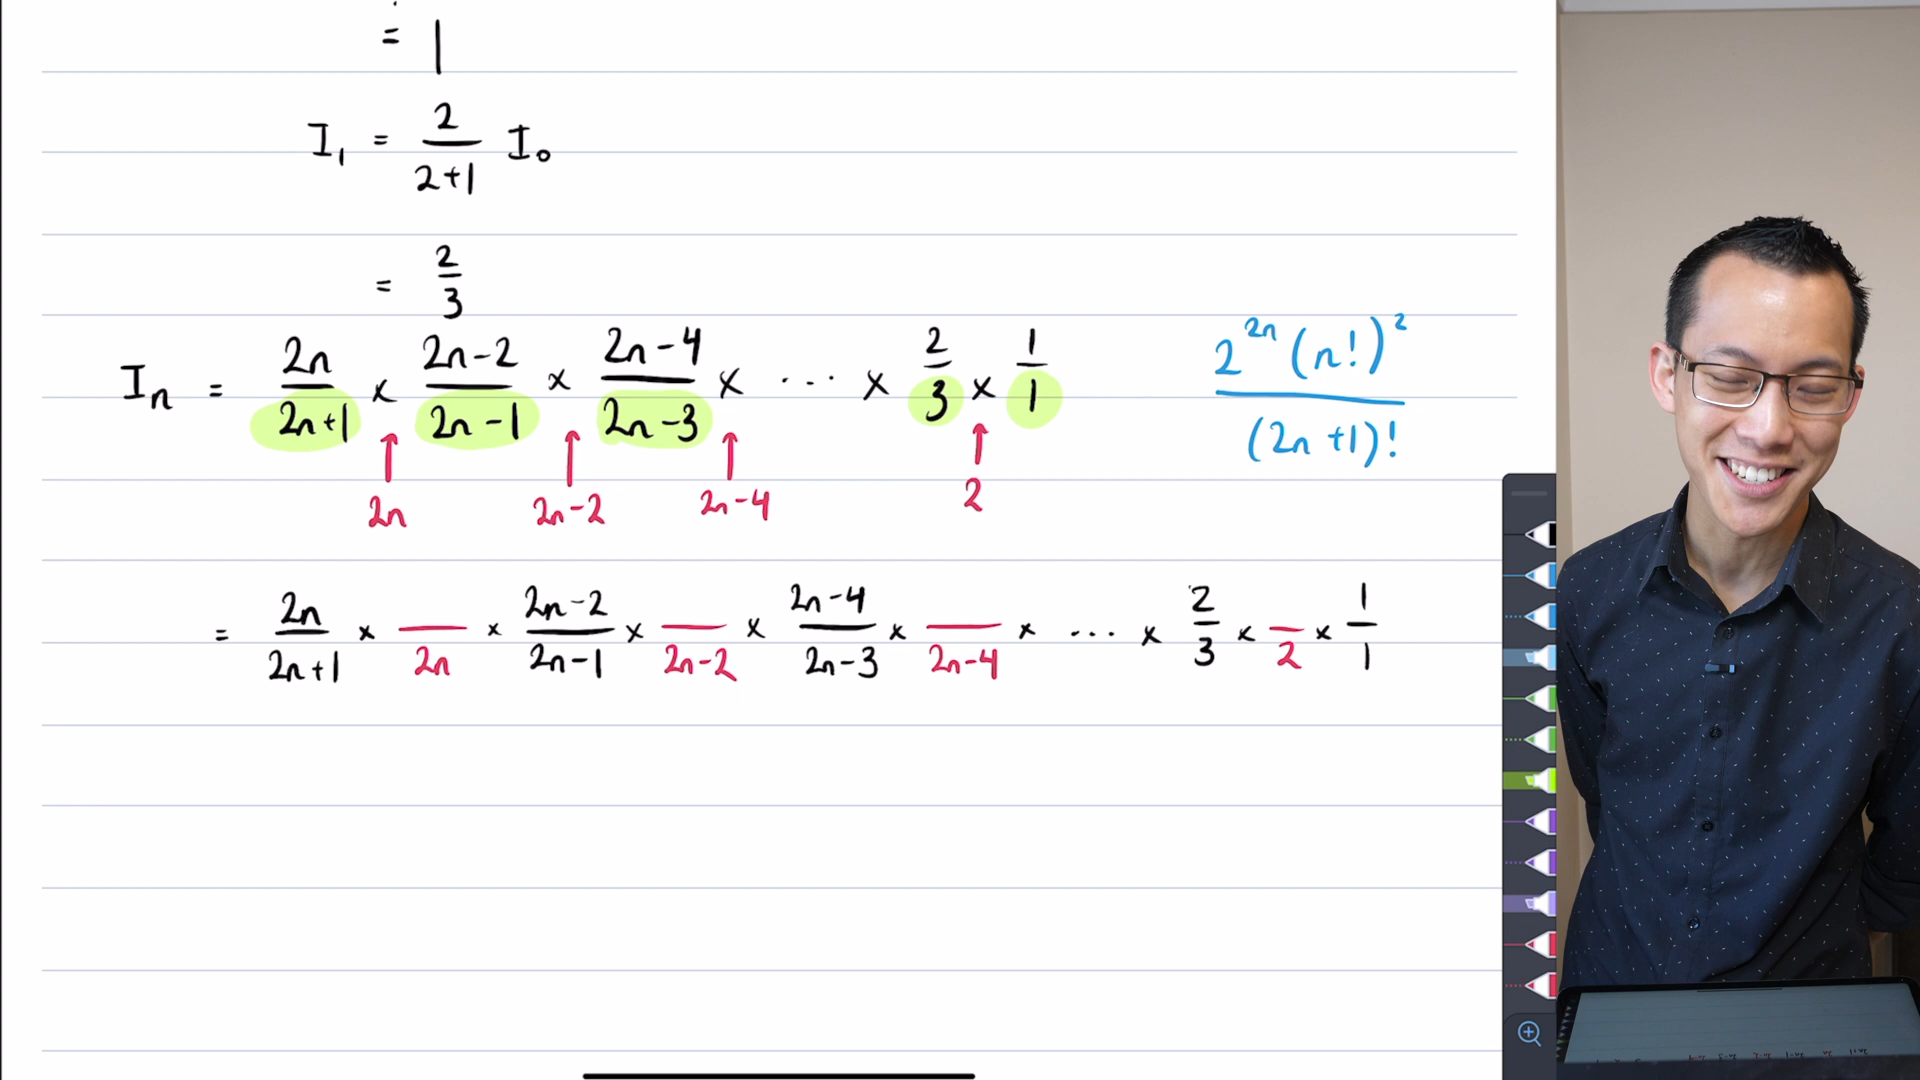 = 1
I₁ = 2/(2+1) I₀
= 2/3
Iₙ = 2n/(2n+1) × (2n-2)/(2n-1) × (2n-4)/(2n-3) × ... × 2/3 × 1/1
2^(2n) (n!)² / (2n+1)!
↑ ↑ ↑ ↑
2n 2n-2 2n-4 2
= 2n/(2n+1) × —/2n × (2n-2)/(2n-1) × —/(2n-2) × (2n-4)/(2n-3) × —/(2n-4) × ... × 2/3 × —/2 × 1/1